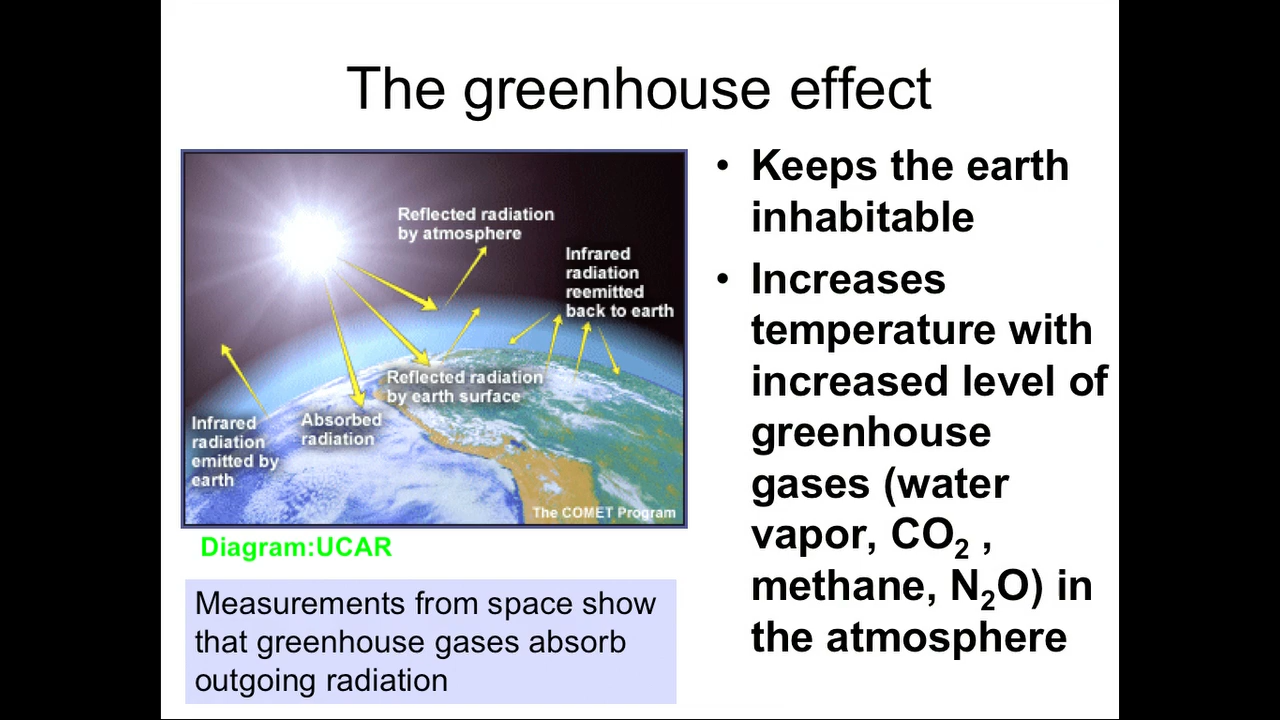 The greenhouse effect
Reflected radiation
by atmosphere
Infrared
radiation
reemitted
back to earth
Reflected radiation
by earth surface
Absorbed
radiation
Infrared
radiation
emitted by
earth
The COMET Program
Diagram:UCAR
Measurements from space show
that greenhouse gases absorb
outgoing radiation
• Keeps the earth
inhabitable
• Increases
temperature with
increased level of
greenhouse
gases (water
vapor, CO₂ ,
methane, N₂O) in
the atmosphere